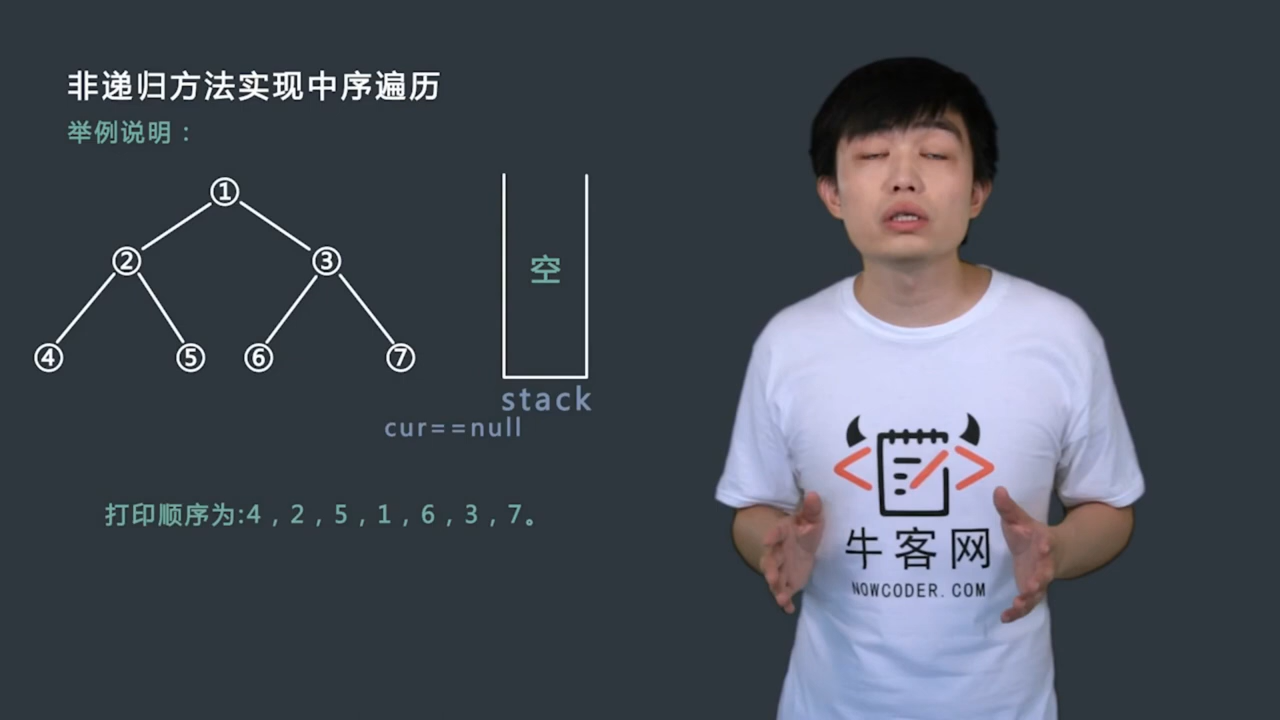 非递归方法实现中序遍历
举例说明：
①
② ③
④ ⑤ ⑥ ⑦
空
stack
cur==null
打印顺序为:4，2，5，1，6，3，7。
牛客网
NOWCODER.COM